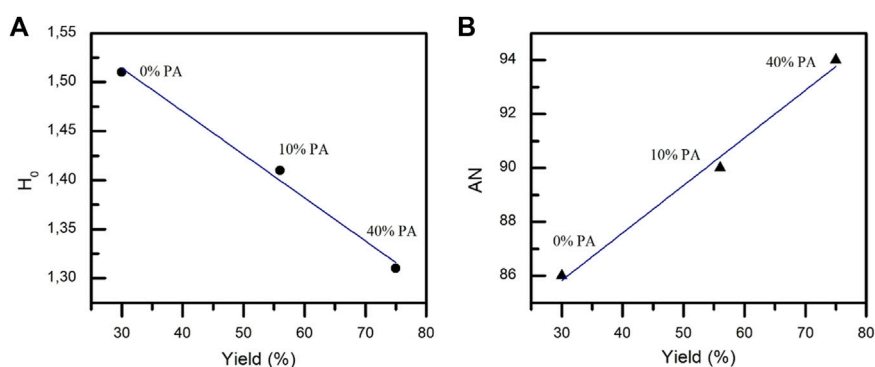 A
1,55
1,50
1,45
1,40
1,35
1,30
H0
0% PA
10% PA
40% PA
30 40 50 60 70 80
Yield (%)
B
94
92
90
88
86
AN
40% PA
10% PA
0% PA
30 40 50 60 70 80
Yield (%)